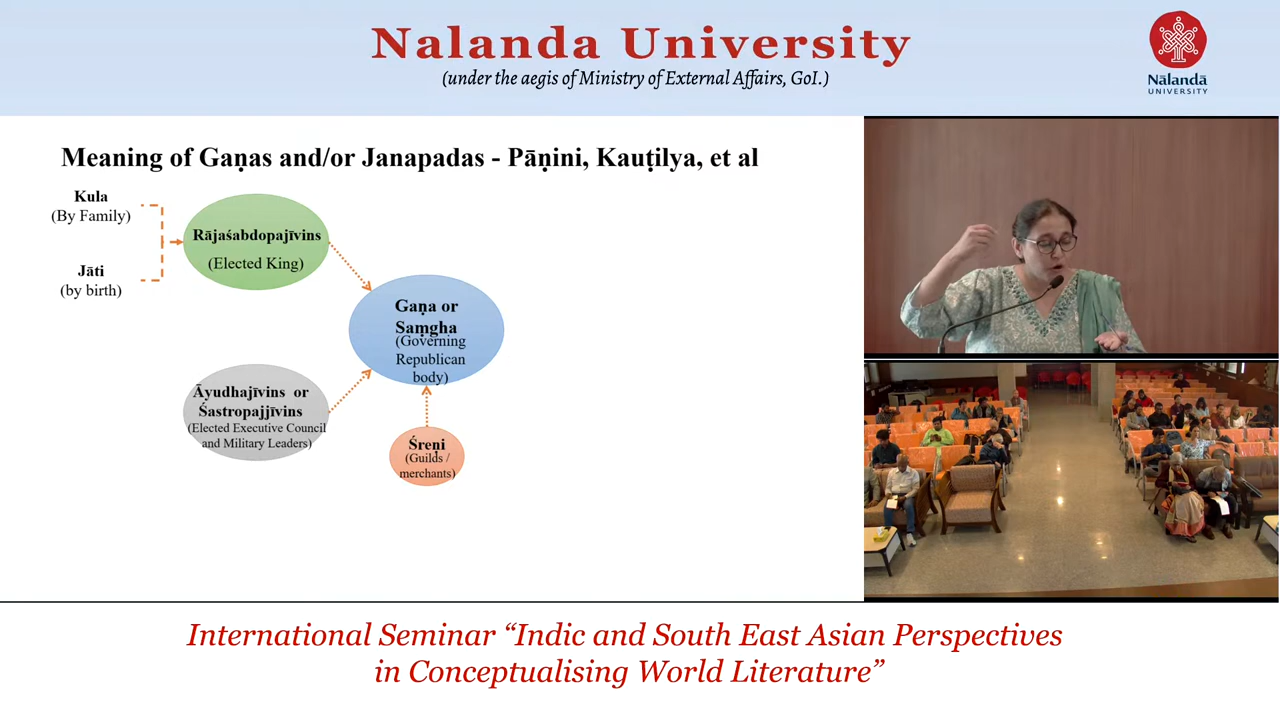 Nalanda University
(under the aegis of Ministry of External Affairs, GoI.)
Nālandā
UNIVERSITY
Meaning of Gaṇas and/or Janapadas - Pāṇini, Kauṭilya, et al
Kula
(By Family)
Jāti
(by birth)
Rājaśabdopajīvins
(Elected King)
Gaṇa or
Saṃgha
(Governing
Republican
body)
Āyudhajīvins or
Śastropajjīvins
(Elected Executive Council
and Military Leaders)
Śreṇi
(Guilds /
merchants)
International Seminar “Indic and South East Asian Perspectives
in Conceptualising World Literature”